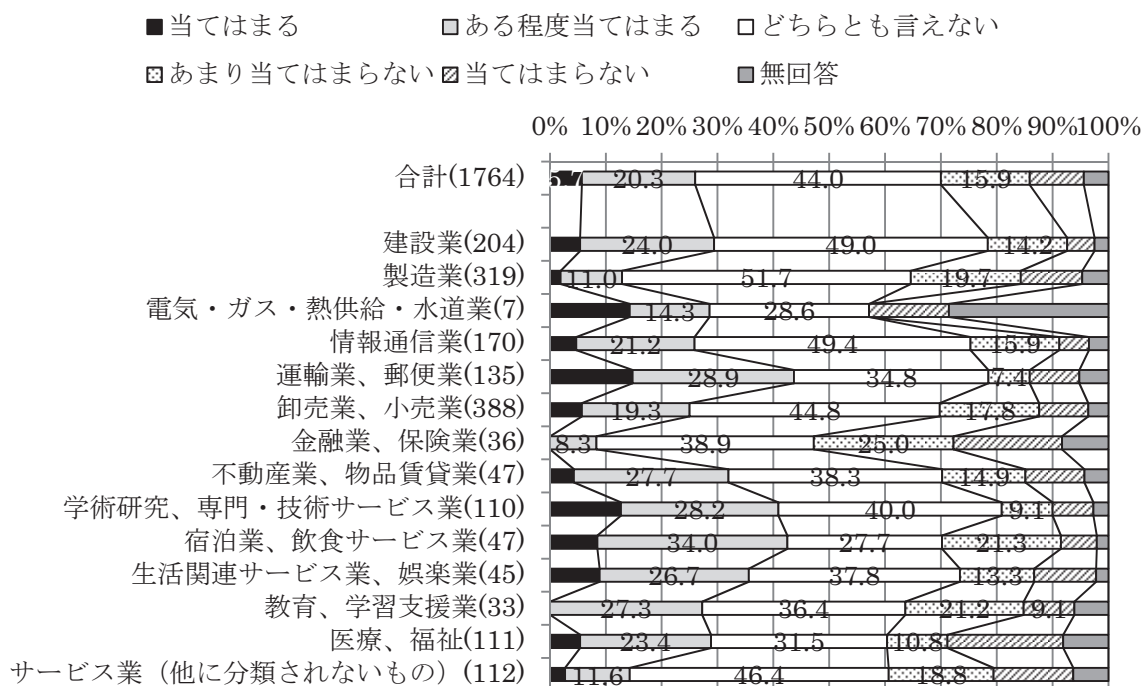 ■当てはまる □ある程度当てはまる □どちらとも言えない
あまり当てはまらない 当てはまらない ■無回答
0% 10% 20% 30% 40% 50% 60% 70% 80% 90% 100%
合計(1764) 5.7 20.3 44.0 15.9
建設業(204) 24.0 49.0 14.2
製造業(319) 11.0 51.7 19.7
電気・ガス・熱供給・水道業(7) 14.3 28.6
情報通信業(170) 21.2 49.4 15.9
運輸業、郵便業(135) 28.9 34.8 7.4
卸売業、小売業(388) 19.3 44.8 17.8
金融業、保険業(36) 8.3 38.9 25.0
不動産業、物品賃貸業(47) 27.7 38.3 14.9
学術研究、専門・技術サービス業(110) 28.2 40.0 9.1
宿泊業、飲食サービス業(47) 34.0 27.7 21.3
生活関連サービス業、娯楽業(45) 26.7 37.8 13.3
教育、学習支援業(33) 27.3 36.4 21.2 9.1
医療、福祉(111) 23.4 31.5 10.8
サービス業（他に分類されないもの）(112) 11.6 46.4 18.8